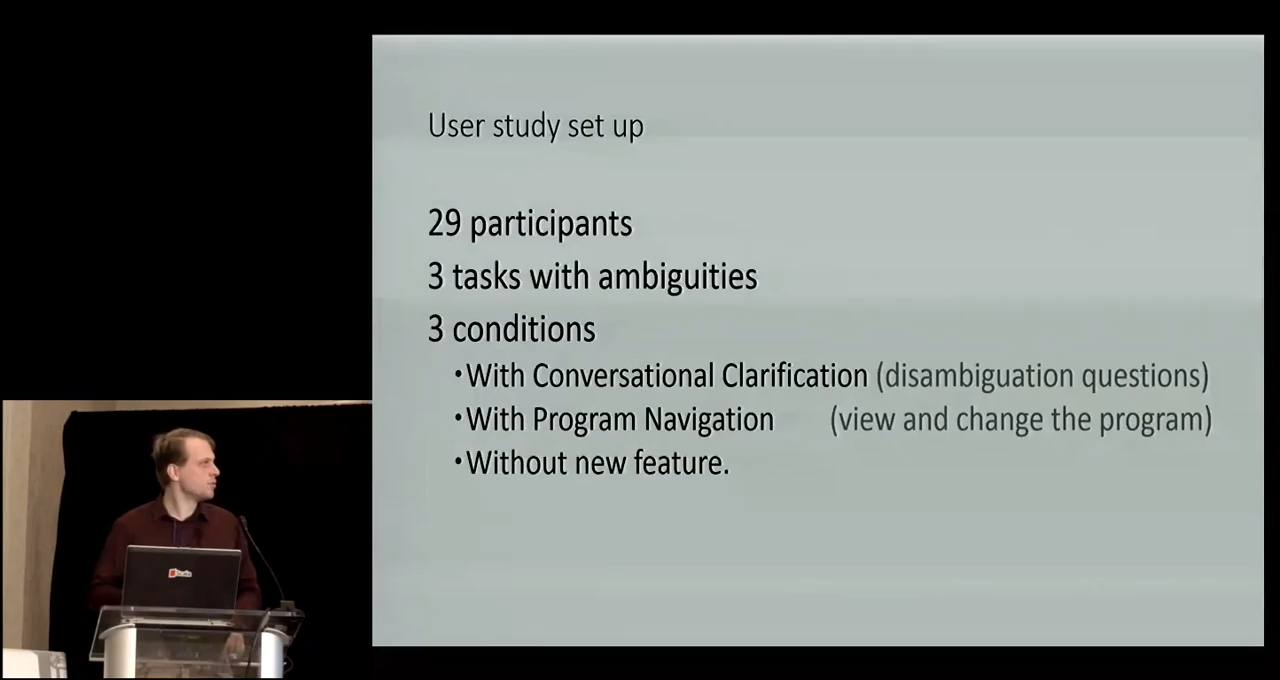 User study set up
29 participants
3 tasks with ambiguities
3 conditions
•With Conversational Clarification (disambiguation questions)
•With Program Navigation (view and change the program)
•Without new feature.
Scala